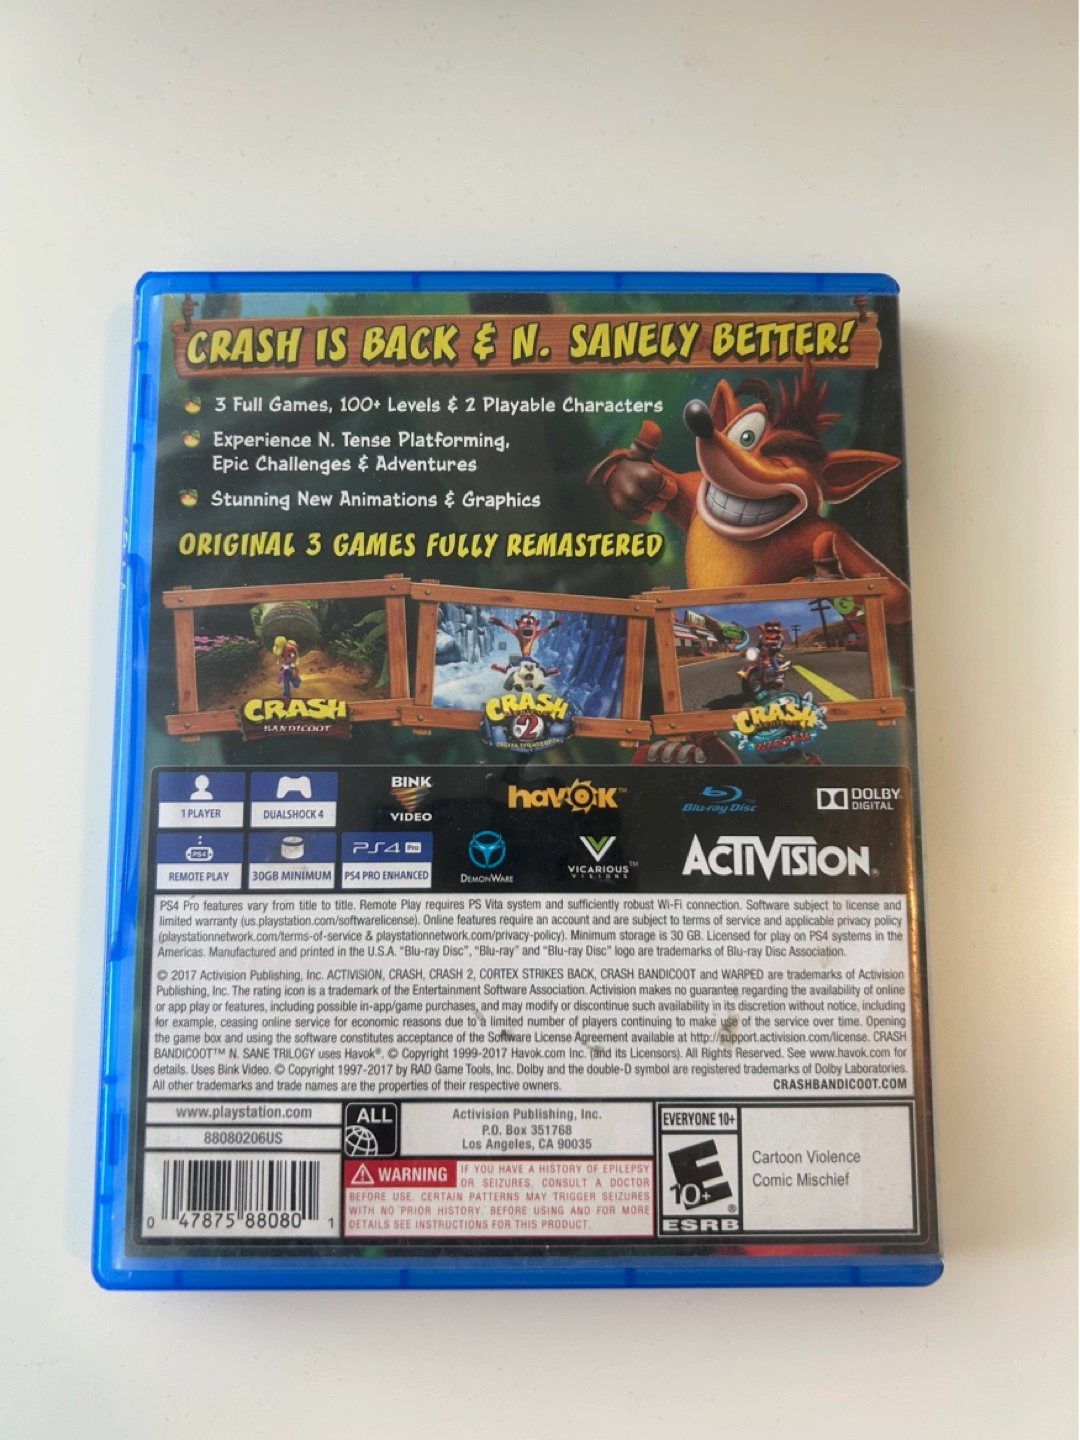 CRASH IS BACK & N. SANELY BETTER!
3 Full Games, 100+ Levels & 2 Playable Characters
Experience N. Tense Platforming,
Epic Challenges & Adventures
Stunning New Animations & Graphics
ORIGINAL 3 GAMES FULLY REMASTERED
CRASH
BANDICOOT
CRASH
2
CRASH
WARPED
1 PLAYER
DUALSHOCK 4
BINK
VIDEO
havok™
Blu-ray Disc™
DOLBY
DIGITAL
PS4
REMOTE PLAY
30GB MINIMUM
PS4 Pro
PS4 PRO ENHANCED
DEMONWARE
VICARIOUS™
VISIONS
ACTIVISION®
PS4 Pro features vary from title to title. Remote Play requires PS Vita system and sufficiently robust Wi-Fi connection. Software subject to license and
limited warranty (us.playstation.com/softwarelicense). Online features require an account and are subject to terms of service and applicable privacy policy
(playstationnetwork.com/terms-of-service & playstationnetwork.com/privacy-policy). Minimum storage is 30 GB. Licensed for play on PS4 systems in the
Americas. Manufactured and printed in the U.S.A. "Blu-ray Disc", "Blu-ray" and "Blu-ray Disc" logo are trademarks of Blu-ray Disc Association.
© 2017 Activision Publishing, Inc. ACTIVISION, CRASH, CRASH 2, CORTEX STRIKES BACK, CRASH BANDICOOT and WARPED are trademarks of Activision
Publishing, Inc. The rating icon is a trademark of the Entertainment Software Association. Activision makes no guarantee regarding the availability of online
or app play or features, including possible in-app/game purchases, and may modify or discontinue such availability in its discretion without notice, including
for example, ceasing online service for economic reasons due to a limited number of players continuing to make use of the service over time. Opening
the game box and using the software constitutes acceptance of the Software License Agreement available at http://support.activision.com/license. CRASH
BANDICOOT™ N. SANE TRILOGY uses Havok®. © Copyright 1999-2017 Havok.com Inc. (and its Licensors). All Rights Reserved. See www.havok.com for
details. Uses Bink Video. © Copyright 1997-2017 by RAD Game Tools, Inc. Dolby and the double-D symbol are registered trademarks of Dolby Laboratories.
All other trademarks and trade names are the properties of their respective owners.
CRASHBANDICOOT.COM
www.playstation.com
88080206US
0 47875 88080 1
ALL
Activision Publishing, Inc.
P.O. Box 351768
Los Angeles, CA 90035
WARNING
IF YOU HAVE A HISTORY OF EPILEPSY
OR SEIZURES, CONSULT A DOCTOR
BEFORE USE. CERTAIN PATTERNS MAY TRIGGER SEIZURES
WITH NO PRIOR HISTORY. BEFORE USING AND FOR MORE
DETAILS SEE INSTRUCTIONS FOR THIS PRODUCT.
EVERYONE 10+
E
10+
®
ESRB
Cartoon Violence
Comic Mischief